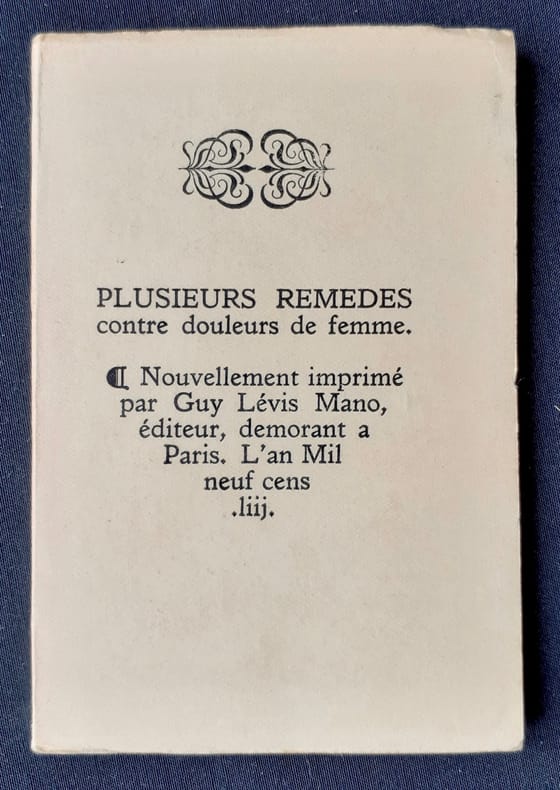 PLUSIEURS REMEDES
contre douleurs de femme.
¶ Nouvellement imprimé
par Guy Lévis Mano,
éditeur, demorant a
Paris. L'an Mil
neuf cens
.liij.